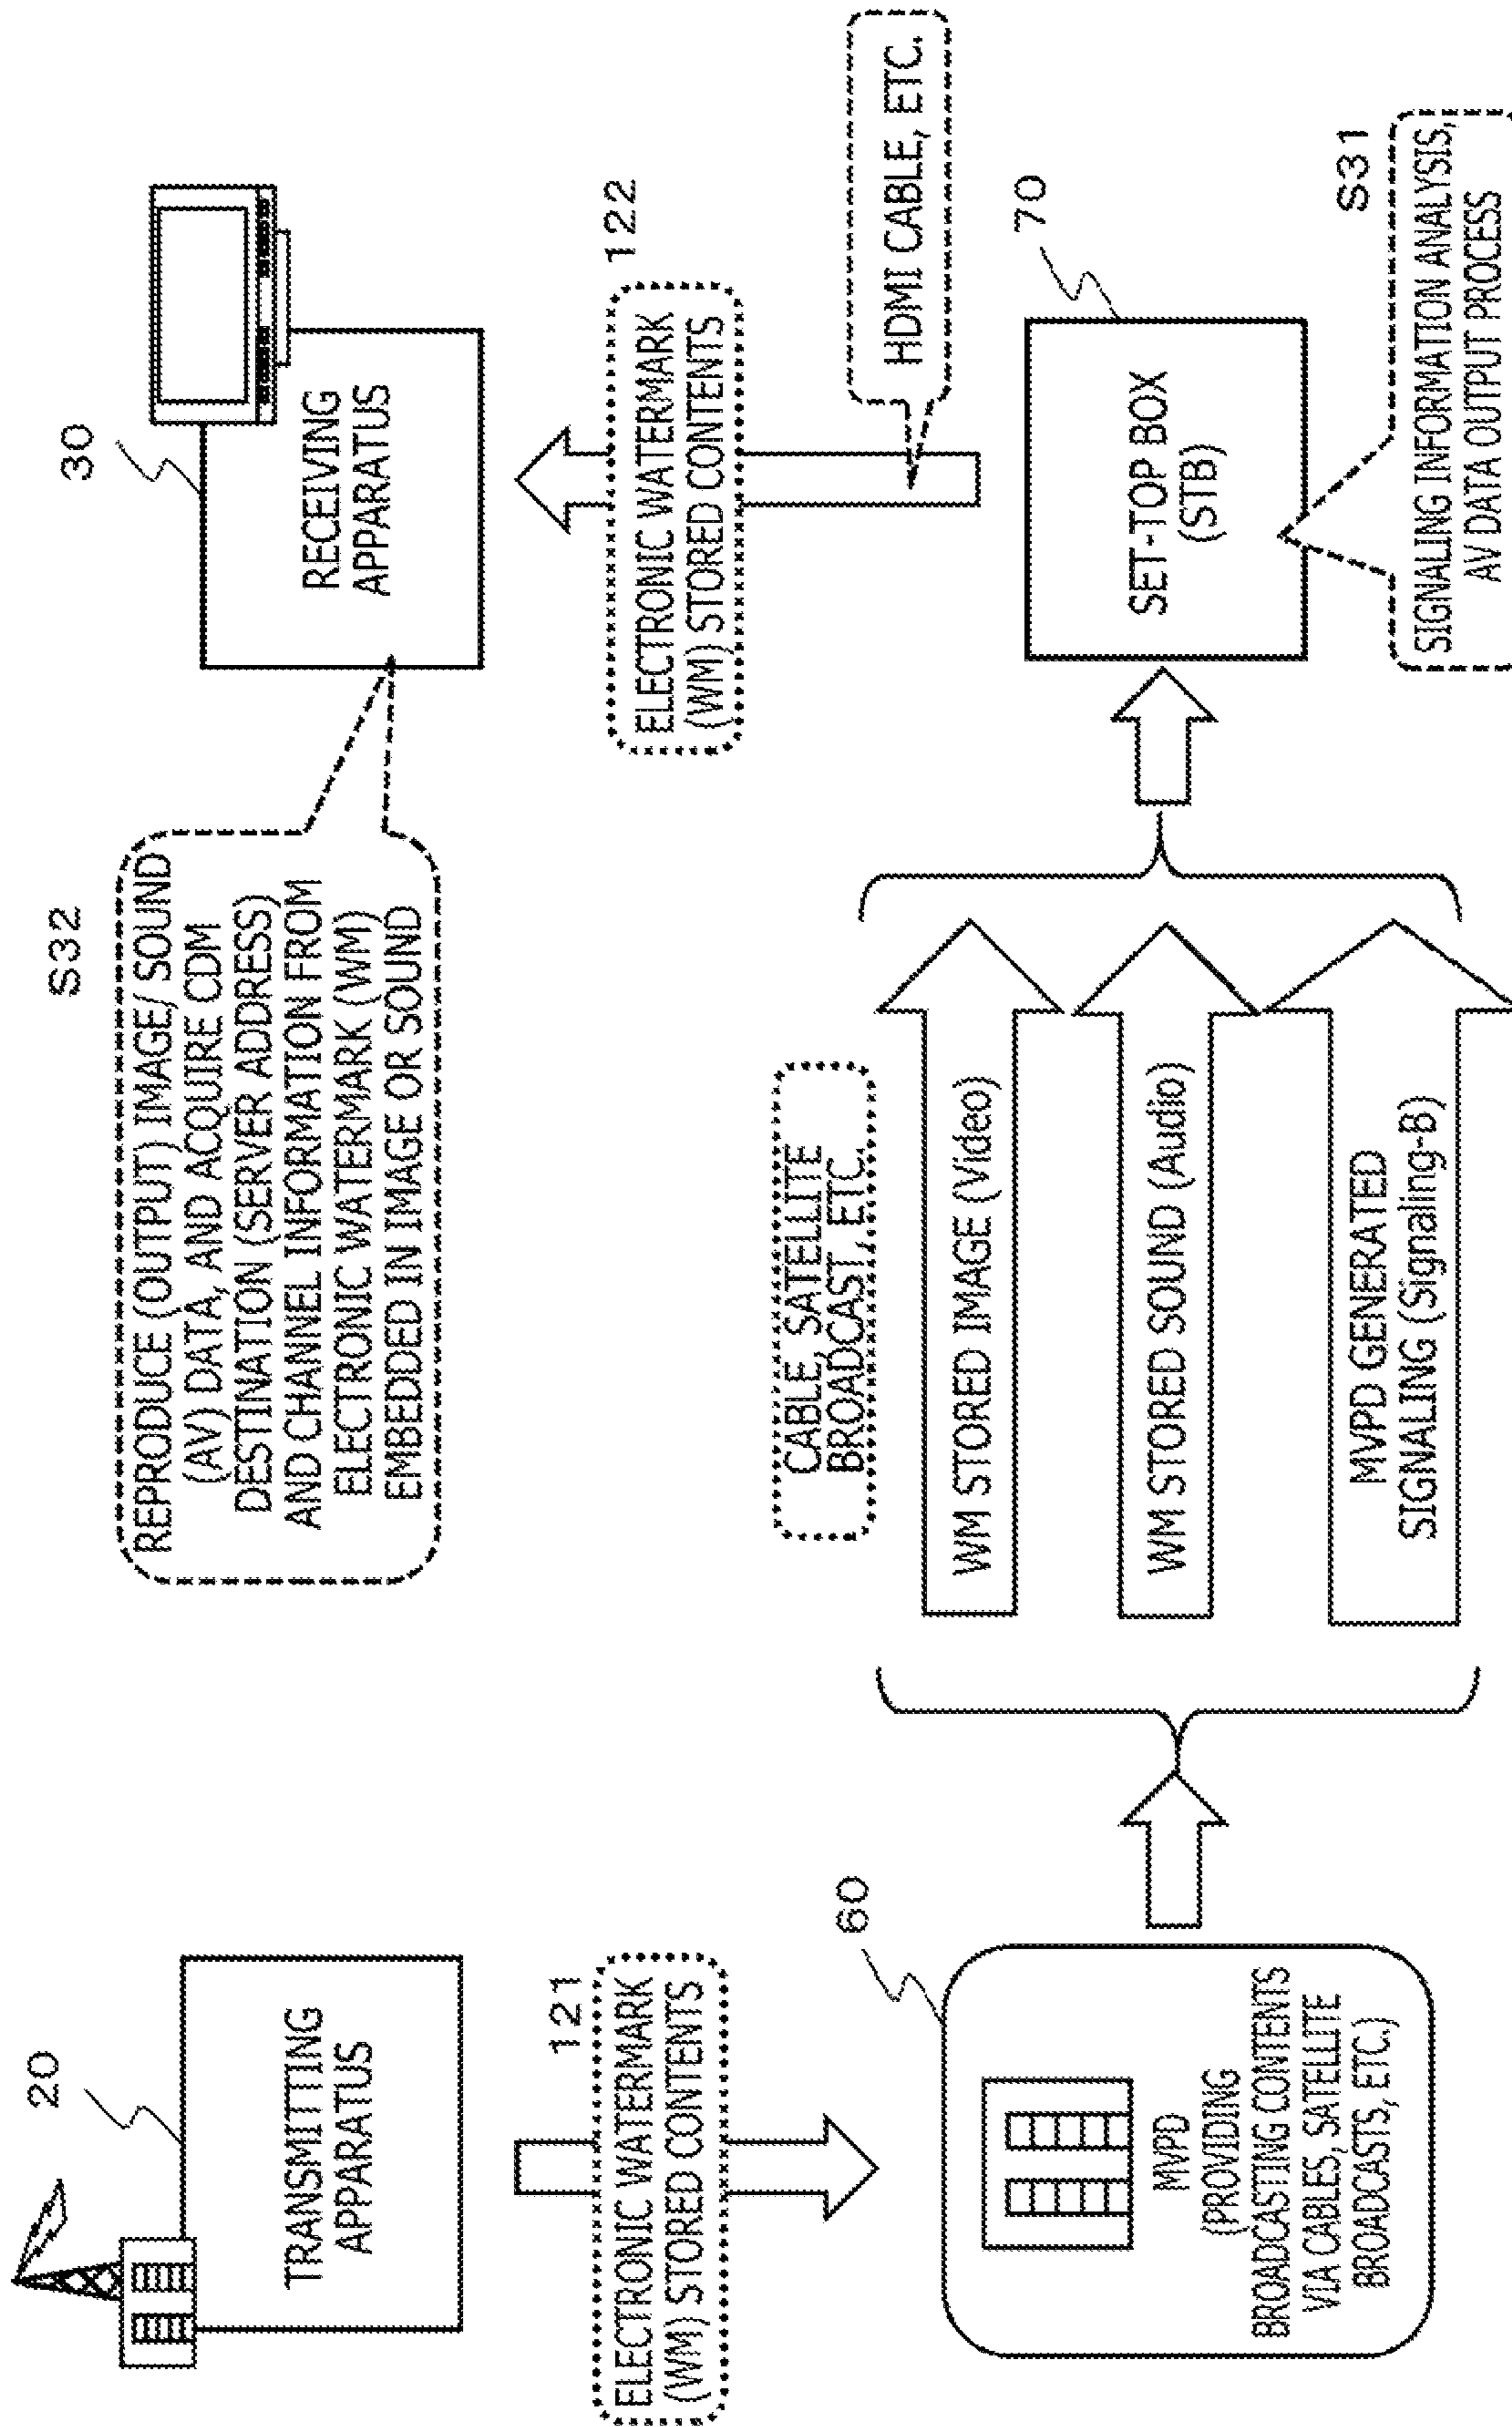 20
TRANSMITTING
APPARATUS
121
ELECTRONIC WATERMARK
(WM) STORED CONTENTS
60
MVPD
(PROVIDING
BROADCASTING CONTENTS
VIA CABLES, SATELLITE
BROADCASTS, ETC.)
CABLE, SATELLITE
BROADCAST, ETC.
WM STORED IMAGE (Video)
WM STORED SOUND (Audio)
MVPD GENERATED
SIGNALING (Signaling-B)
S32
REPRODUCE (OUTPUT) IMAGE/ SOUND
(AV) DATA, AND ACQUIRE CDM
DESTINATION (SERVER ADDRESS)
AND CHANNEL INFORMATION FROM
ELECTRONIC WATERMARK (WM)
EMBEDDED IN IMAGE OR SOUND
30
RECEIVING
APPARATUS
122
ELECTRONIC WATERMARK
(WM) STORED CONTENTS
HDMI CABLE, ETC.
70
SET-TOP BOX
(STB)
S31
SIGNALING INFORMATION ANALYSIS,
AV DATA OUTPUT PROCESS